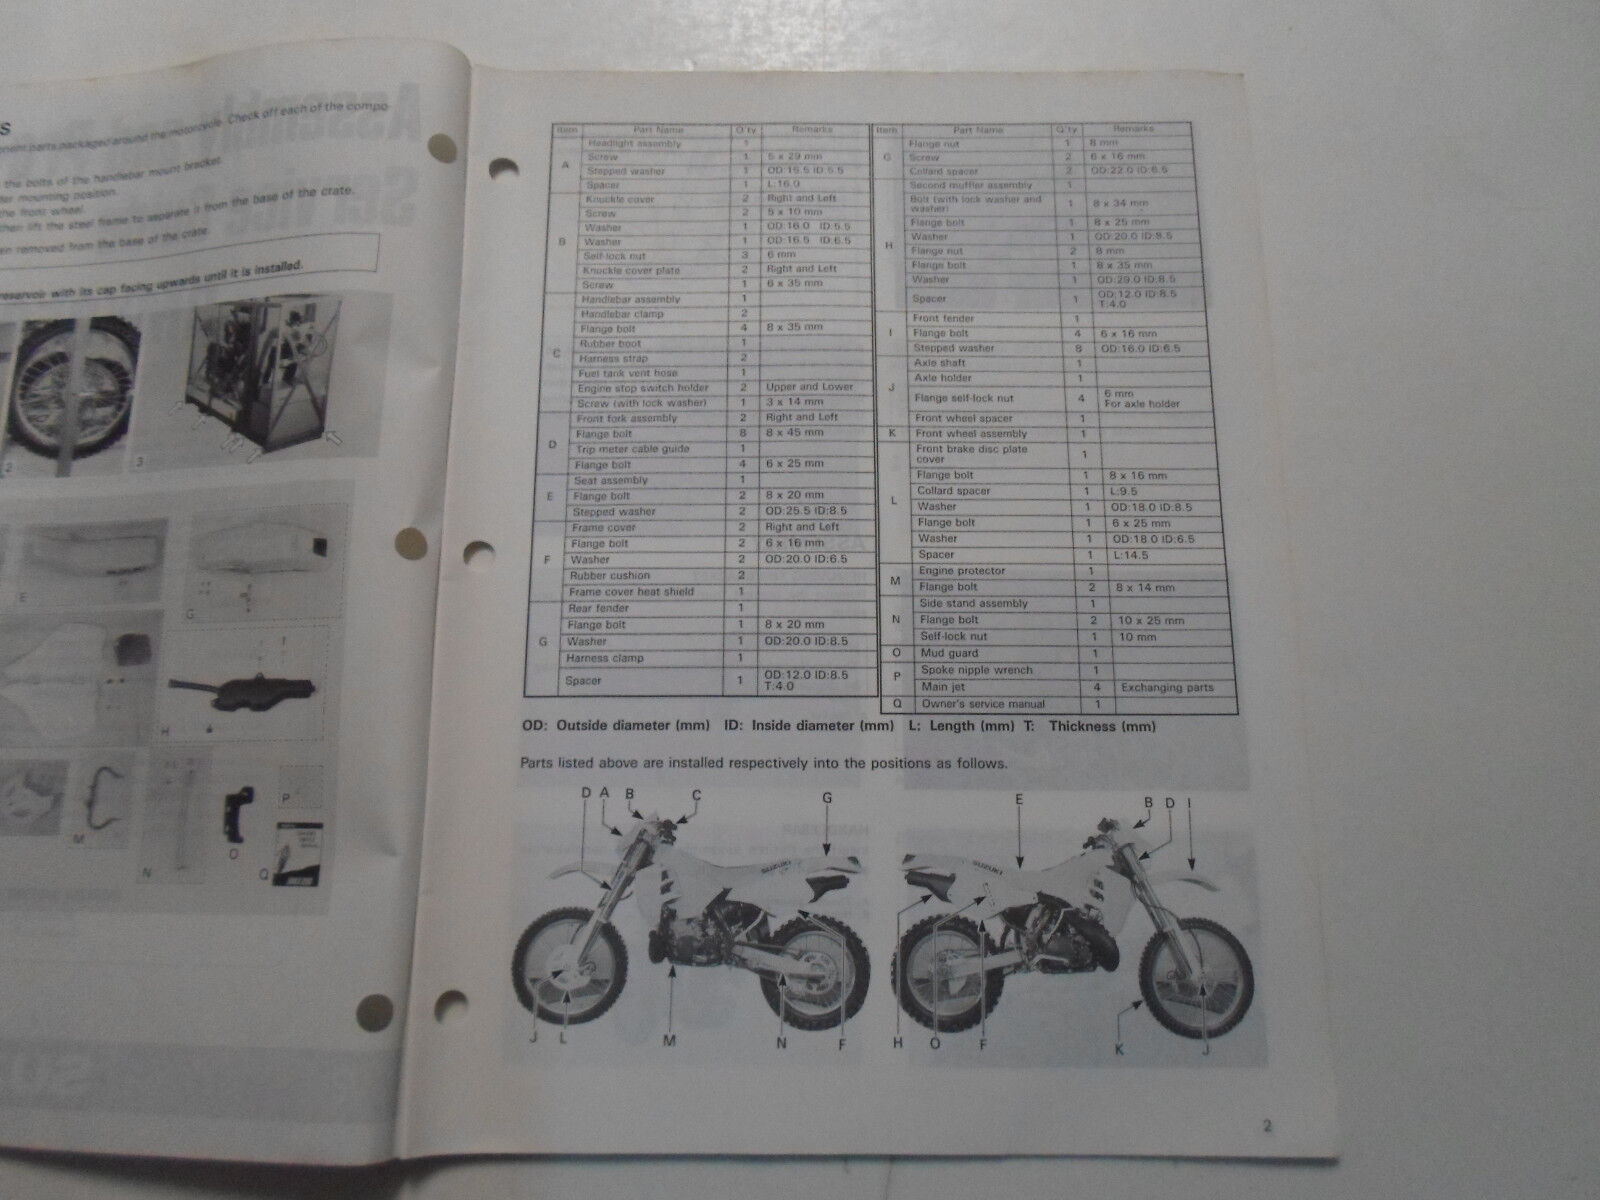 s
nent parts packaged around the motorcycle. Check off each of the compo-
the bolts of the handlebar mount bracket.
der mounting position.
the front wheel.
then lift the steer frame to separate it from the base of the crate.
en removed from the base of the crate.
reservoir with its cap facing upwards until it is installed.
2
3
E
G
H
M
N
O
P
Q
Item Part Name Q'ty Remarks
A Headlight assembly 1
Screw 1 5 x 29 mm
Stepped washer 1 OD:15.5 ID:5.5
Spacer 1 L:16.0
B Knuckle cover 2 Right and Left
Screw 2 5 x 10 mm
Washer 1 OD:16.0 ID:5.5
Washer 1 OD:16.5 ID:6.5
Self-lock nut 3 6 mm
Knuckle cover plate 2 Right and Left
Screw 1 6 x 35 mm
C Handlebar assembly 1
Handlebar clamp 2
Flange bolt 4 8 x 35 mm
Rubber boot 1
Harness strap 2
Fuel tank vent hose 1
Engine stop switch holder 2 Upper and Lower
Screw (with lock washer) 1 3 x 14 mm
D Front fork assembly 2 Right and Left
Flange bolt 8 8 x 45 mm
Trip meter cable guide 1
Flange bolt 4 6 x 25 mm
E Seat assembly 1
Flange bolt 2 8 x 20 mm
Stepped washer 2 OD:25.5 ID:8.5
F Frame cover 2 Right and Left
Flange bolt 2 6 x 16 mm
Washer 2 OD:20.0 ID:6.5
Rubber cushion 2
Frame cover heat shield 1
G Rear fender 1
Flange bolt 1 8 x 20 mm
Washer 1 OD:20.0 ID:8.5
Harness clamp 1
Spacer 1 OD:12.0 ID:8.5
T:4.0
Item Part Name Q'ty Remarks
G Flange nut 1 8 mm
Screw 2 6 x 16 mm
Collard spacer 2 OD:22.0 ID:6.5
H Second muffler assembly 1
Bolt (with lock washer and
washer) 1 8 x 34 mm
Flange bolt 1 8 x 25 mm
Washer 1 OD:20.0 ID:8.5
Flange nut 2 8 mm
Flange bolt 1 8 x 35 mm
Washer 1 OD:29.0 ID:8.5
Spacer 1 OD:12.0 ID:8.5
T:4.0
I Front fender 1
Flange bolt 4 6 x 16 mm
Stepped washer 8 OD:16.0 ID:6.5
J Axle shaft 1
Axle holder 1
Flange self-lock nut 4 6 mm
For axle holder
Front wheel spacer 1
K Front wheel assembly 1
L Front brake disc plate
cover 1
Flange bolt 1 8 x 16 mm
Collard spacer 1 L:9.5
Washer 1 OD:18.0 ID:8.5
Flange bolt 1 6 x 25 mm
Washer 1 OD:18.0 ID:6.5
Spacer 1 L:14.5
M Engine protector 1
Flange bolt 2 8 x 14 mm
N Side stand assembly 1
Flange bolt 2 10 x 25 mm
Self-lock nut 1 10 mm
O Mud guard 1
P Spoke nipple wrench 1
Main jet 4 Exchanging parts
Q Owner's service manual 1
OD: Outside diameter (mm) ID: Inside diameter (mm) L: Length (mm) T: Thickness (mm)
Parts listed above are installed respectively into the positions as follows.
D A B C G
SUZUKI
D
J L M N F
E B D I
SUZUKI
H O F K J
2